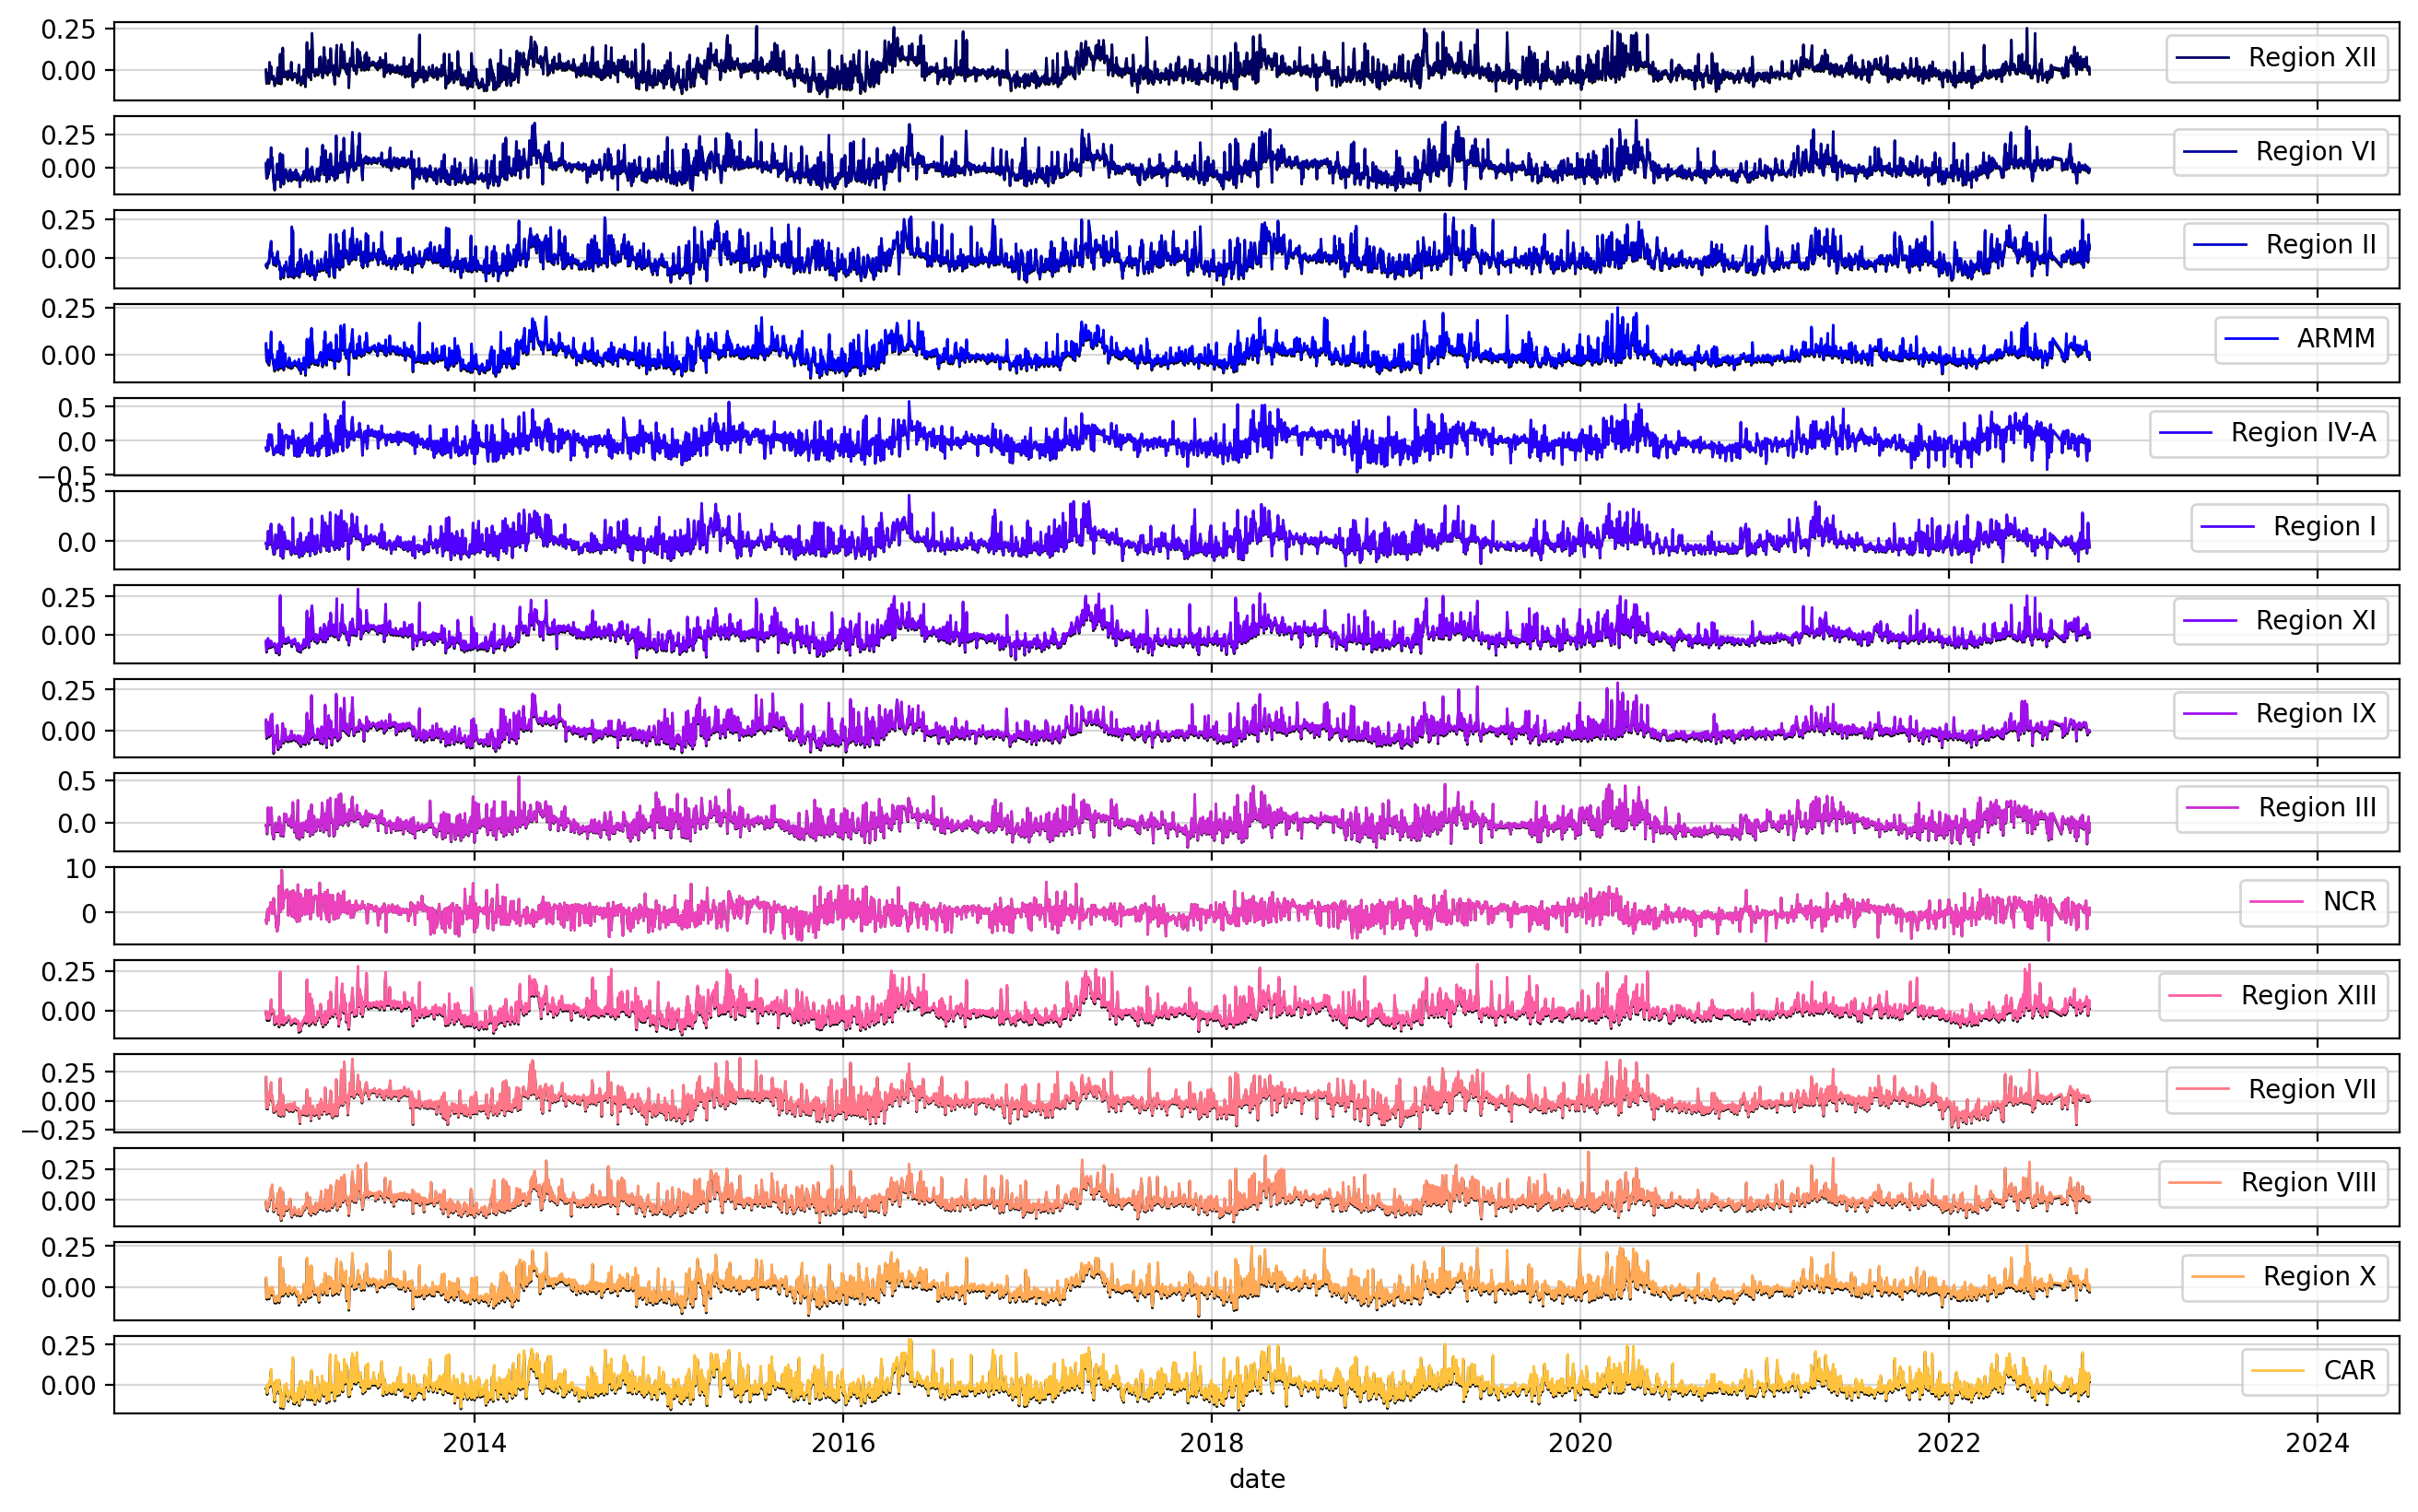 0.25
0.00
Region XII
0.25
0.00
Region VI
0.25
0.00
Region II
0.25
0.00
ARMM
0.5
0.0
−0.5
Region IV-A
0.5
0.0
Region I
0.25
0.00
Region XI
0.25
0.00
Region IX
0.5
0.0
Region III
10
0
NCR
0.25
0.00
Region XIII
0.25
0.00
−0.25
Region VII
0.25
0.00
Region VIII
0.25
0.00
Region X
0.25
0.00
CAR
2014 2016 2018 2020 2022 2024
date